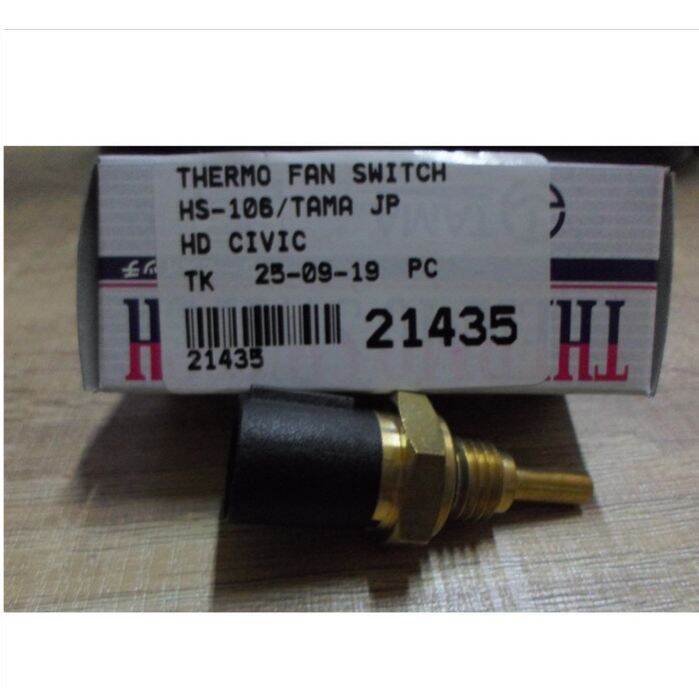 THERMO FAN SWITCH
HS-106/TAMA JP
HD CIVIC
TK 25-09-19 PC
21435
21435